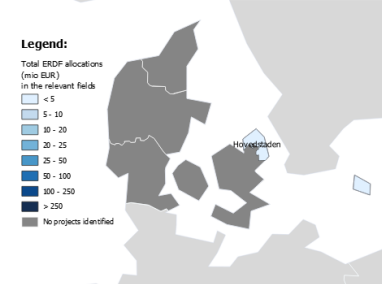 Legend:
Total ERDF allocations
(mio EUR)
in the relevant fields
< 5
5 - 10
10 - 20
20 - 25
25 - 50
50 - 100
100 - 250
> 250
No projects identified
Hovedstaden